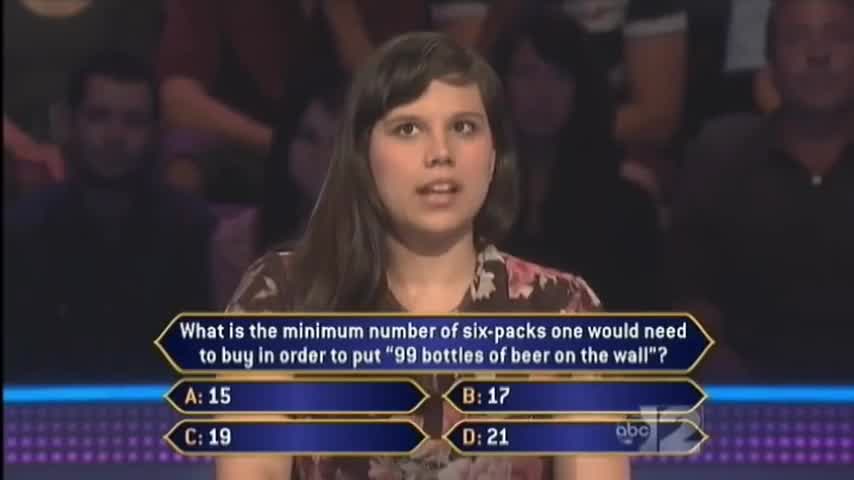 What is the minimum number of six-packs one would need
to buy in order to put "99 bottles of beer on the wall"?
A: 15
B: 17
C: 19
D: 21
abc 12